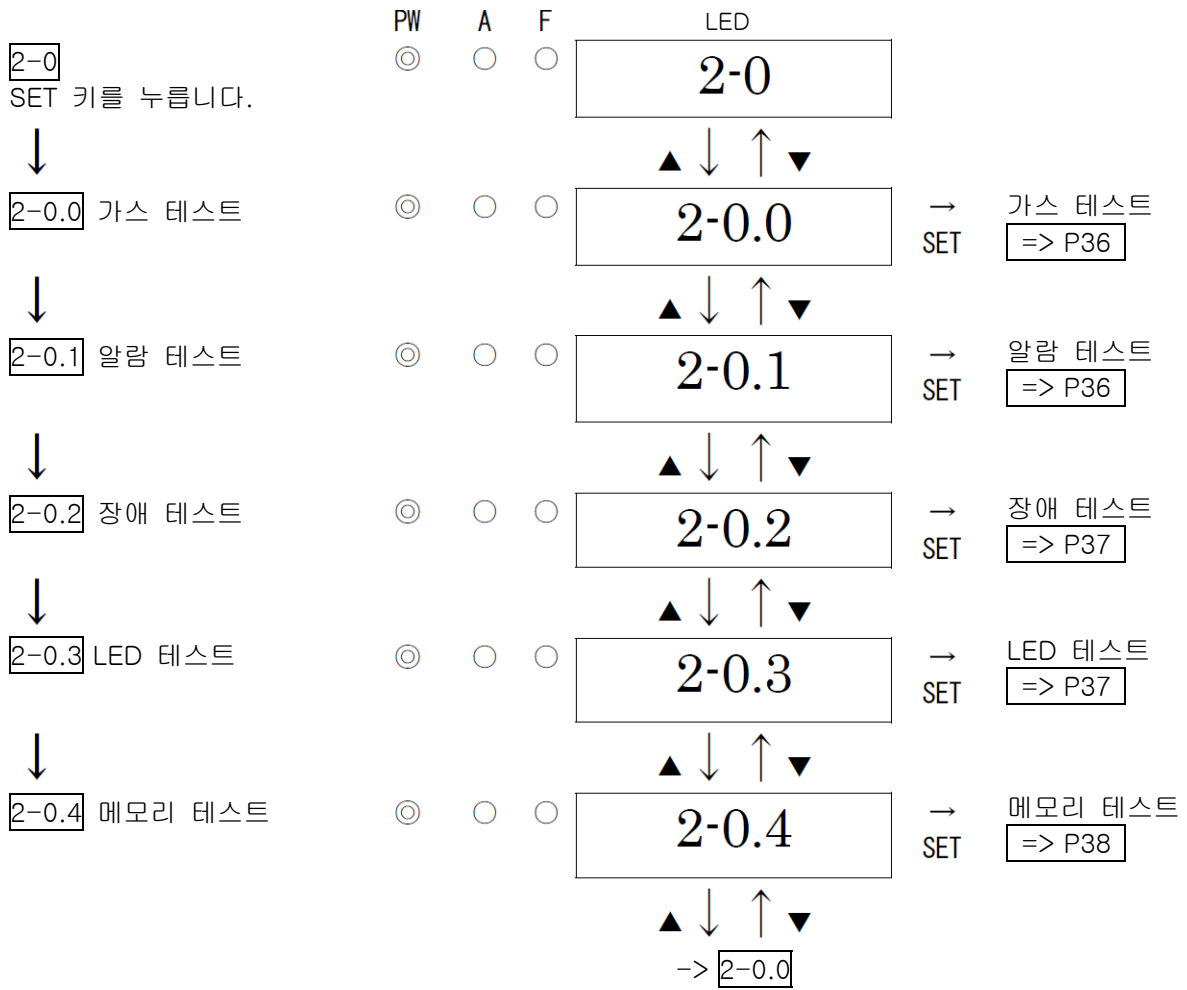 PW A F LED
2-0 ◎ ○ ○ 2-0
SET 키를 누릅니다.
↓ ▲ ↓ ↑ ▼
2-0.0 가스 테스트 ◎ ○ ○ 2-0.0 → 가스 테스트
SET => P36
↓ ▲ ↓ ↑ ▼
2-0.1 알람 테스트 ◎ ○ ○ 2-0.1 → 알람 테스트
SET => P36
↓ ▲ ↓ ↑ ▼
2-0.2 장애 테스트 ◎ ○ ○ 2-0.2 → 장애 테스트
SET => P37
↓ ▲ ↓ ↑ ▼
2-0.3 LED 테스트 ◎ ○ ○ 2-0.3 → LED 테스트
SET => P37
↓ ▲ ↓ ↑ ▼
2-0.4 메모리 테스트 ◎ ○ ○ 2-0.4 → 메모리 테스트
SET => P38
▲ ↓ ↑ ▼
-> 2-0.0